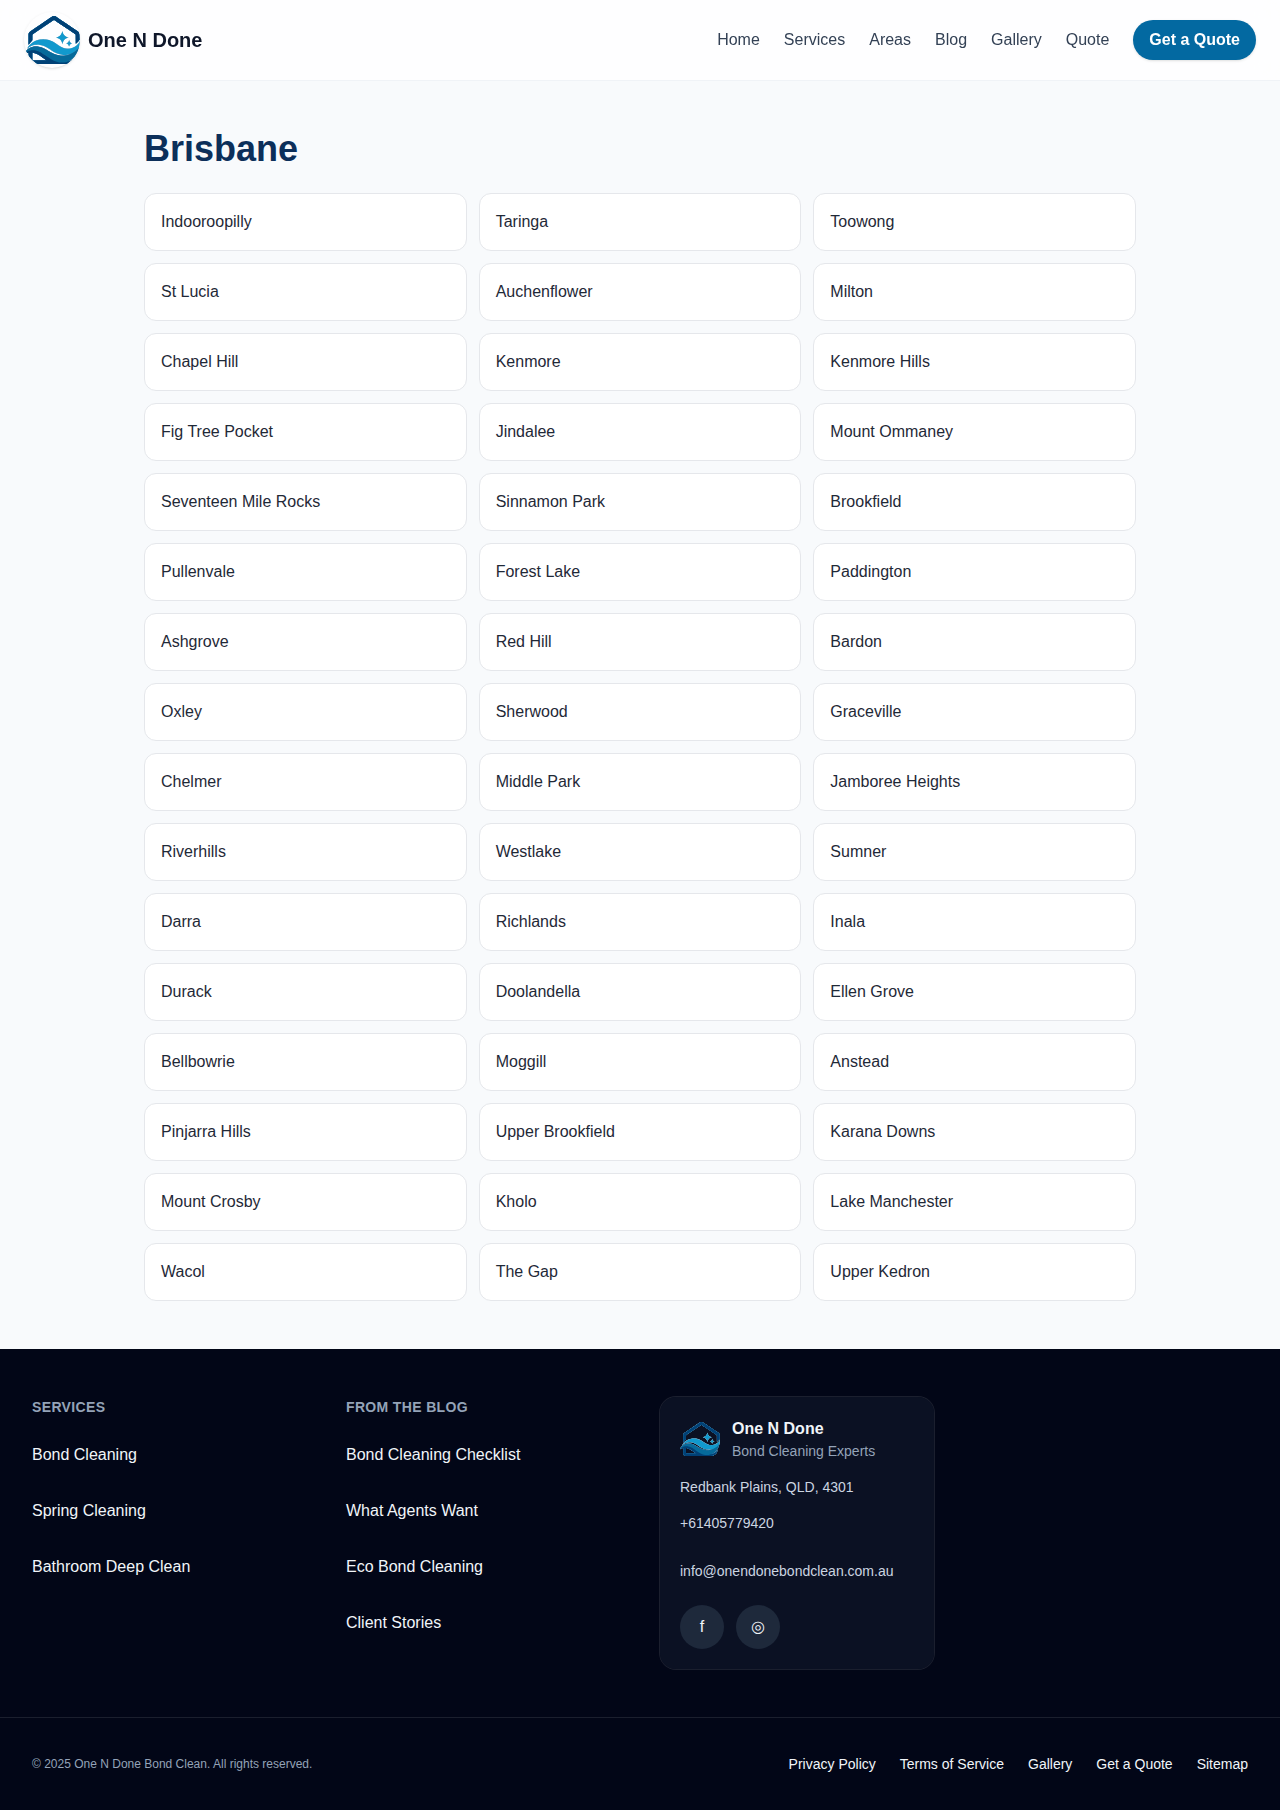 One N Done
Home Services Areas Blog Gallery Quote Get a Quote
Brisbane
Indooroopilly Taringa Toowong
St Lucia Auchenflower Milton
Chapel Hill Kenmore Kenmore Hills
Fig Tree Pocket Jindalee Mount Ommaney
Seventeen Mile Rocks Sinnamon Park Brookfield
Pullenvale Forest Lake Paddington
Ashgrove Red Hill Bardon
Oxley Sherwood Graceville
Chelmer Middle Park Jamboree Heights
Riverhills Westlake Sumner
Darra Richlands Inala
Durack Doolandella Ellen Grove
Bellbowrie Moggill Anstead
Pinjarra Hills Upper Brookfield Karana Downs
Mount Crosby Kholo Lake Manchester
Wacol The Gap Upper Kedron
SERVICES
Bond Cleaning
Spring Cleaning
Bathroom Deep Clean
FROM THE BLOG
Bond Cleaning Checklist
What Agents Want
Eco Bond Cleaning
Client Stories
One N Done
Bond Cleaning Experts
Redbank Plains, QLD, 4301
+61405779420
info@onendonebondclean.com.au
f ◎
© 2025 One N Done Bond Clean. All rights reserved.
Privacy Policy Terms of Service Gallery Get a Quote Sitemap